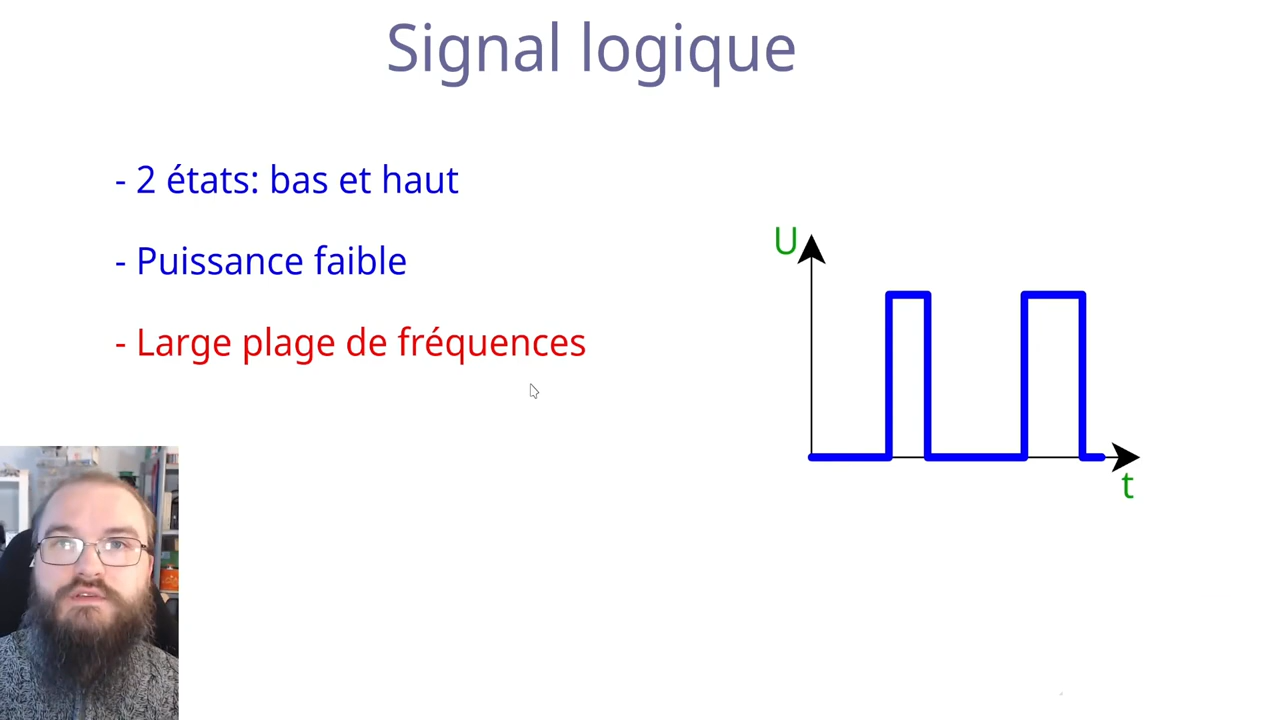 Signal logique
- 2 états: bas et haut
- Puissance faible
- Large plage de fréquences
U
t